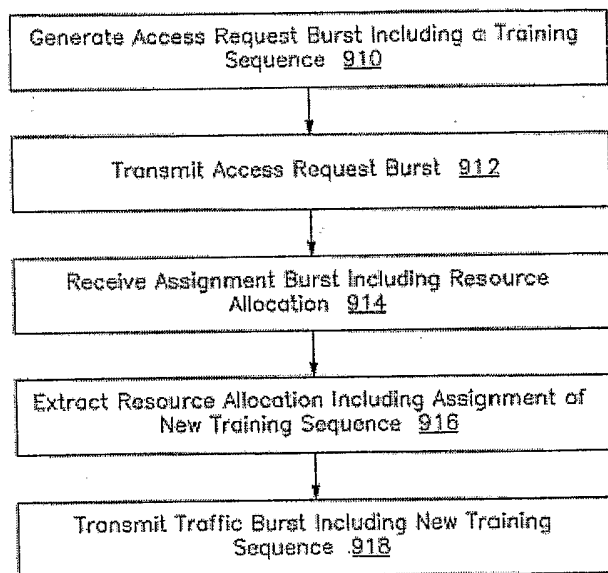 Generate Access Request Burst Including a Training
Sequence 910
Transmit Access Request Burst 912
Receive Assignment Burst Including Resource
Allocation 914
Extract Resource Allocation Including Assignment of
New Training Sequence 916
Transmit Traffic Burst Including New Training
Sequence 918